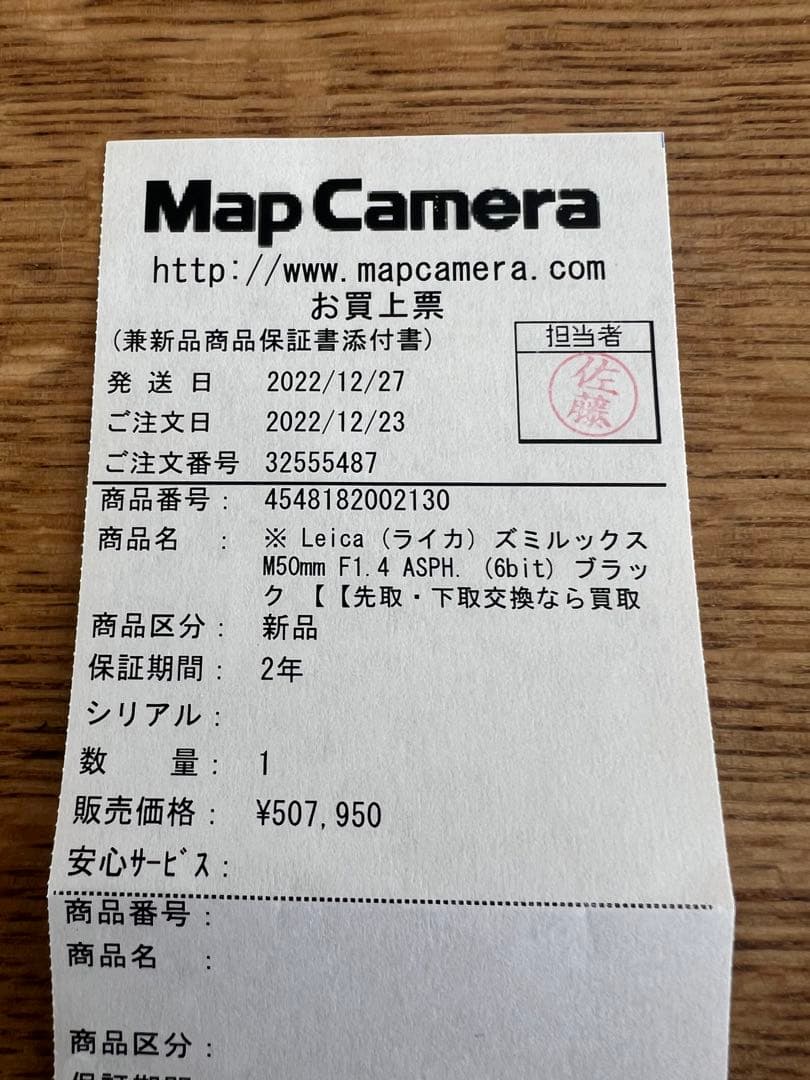 Map Camera
http://www.mapcamera.com
お買上票
(兼新品商品保証書添付書)
担当者
佐藤
発送日 2022/12/27
ご注文日 2022/12/23
ご注文番号 32555487
商品番号: 4548182002130
商品名 : ※ Leica (ライカ) ズミルックス
M50mm F1.4 ASPH. (6bit) ブラッ
ク 【【先取・下取交換なら買取
商品区分: 新品
保証期間: 2年
シリアル:
数 量: 1
販売価格: ¥507,950
安心ｻｰﾋﾞｽ:
商品番号:
商品名 :
商品区分:
保証期間